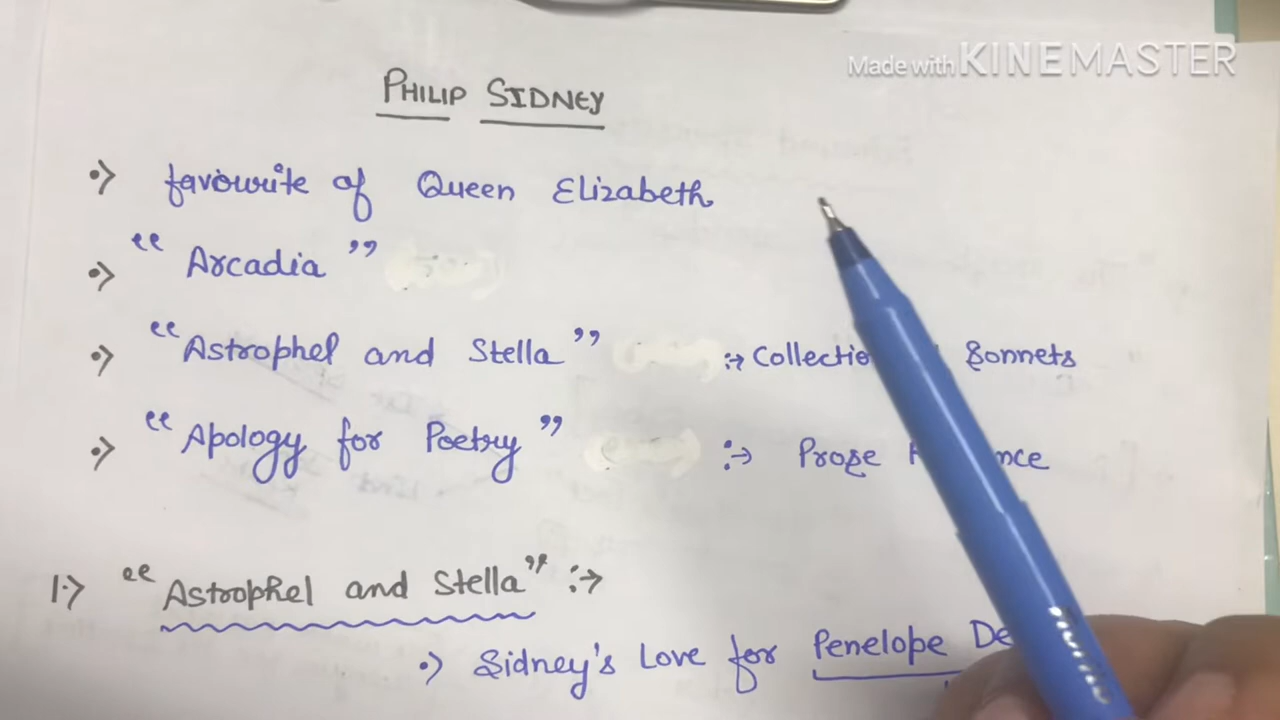 Made with KINEMASTER
PHILIP SIDNEY
·> favourite of Queen Elizabeth
·> "Arcadia"
·> "Astrophel and Stella" :→ Collectio Sonnets
·> "Apology for Poetry" :→ Prose nce
1·> "Astrophel and Stella" :→
·> Sidney's Love for Penelope De